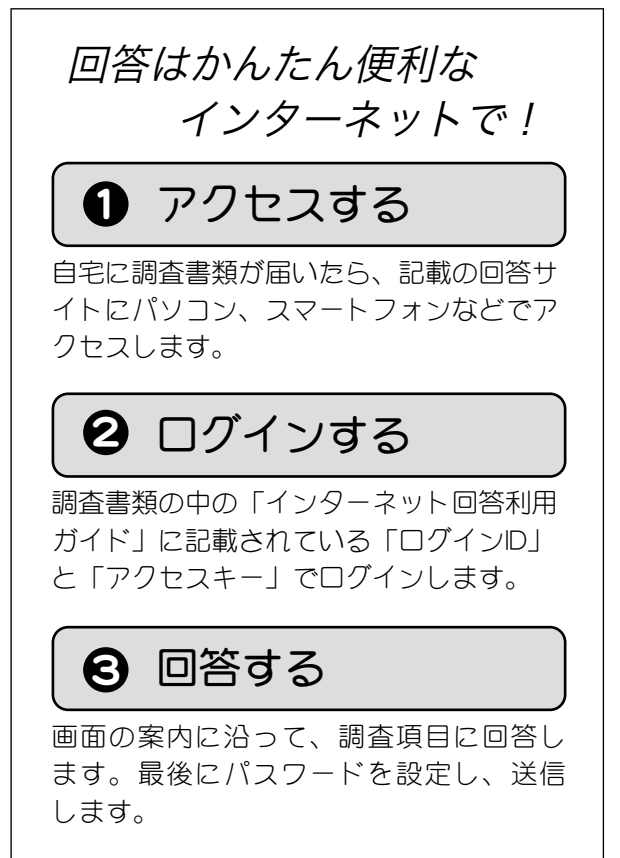 回答はかんたん便利な
インターネットで！
❶ アクセスする
自宅に調査書類が届いたら、記載の回答サ
イトにパソコン、スマートフォンなどでア
クセスします。
❷ ログインする
調査書類の中の「インターネット回答利用
ガイド」に記載されている「ログインID」
と「アクセスキー」でログインします。
❸ 回答する
画面の案内に沿って、調査項目に回答し
ます。最後にパスワードを設定し、送信
します。